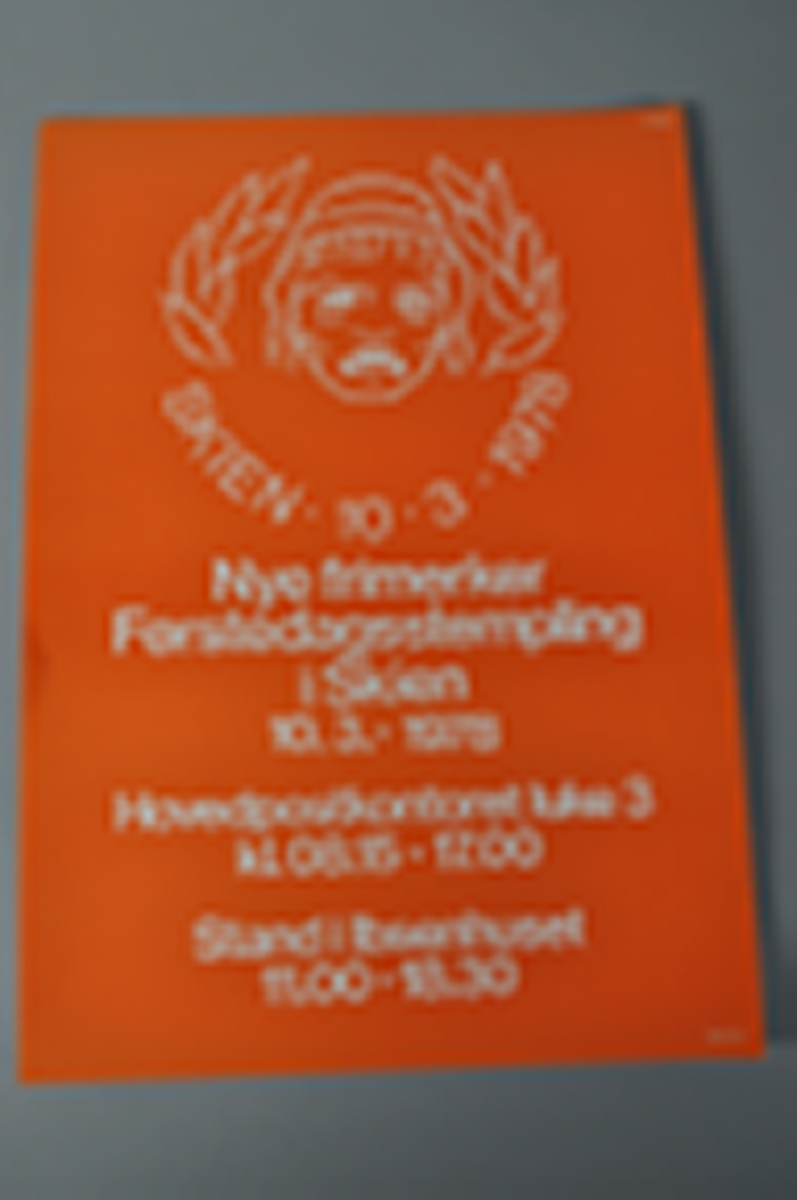 SKIEN · 10 · 3 · 1978
Nye frimerker
Førstedagsstempling
i Skien
10. 3. 1978
Hovedpostkontoret luke 3
kl. 08.15 - 17.00
Stand i Ibsenhuset
11.00 - 18.30